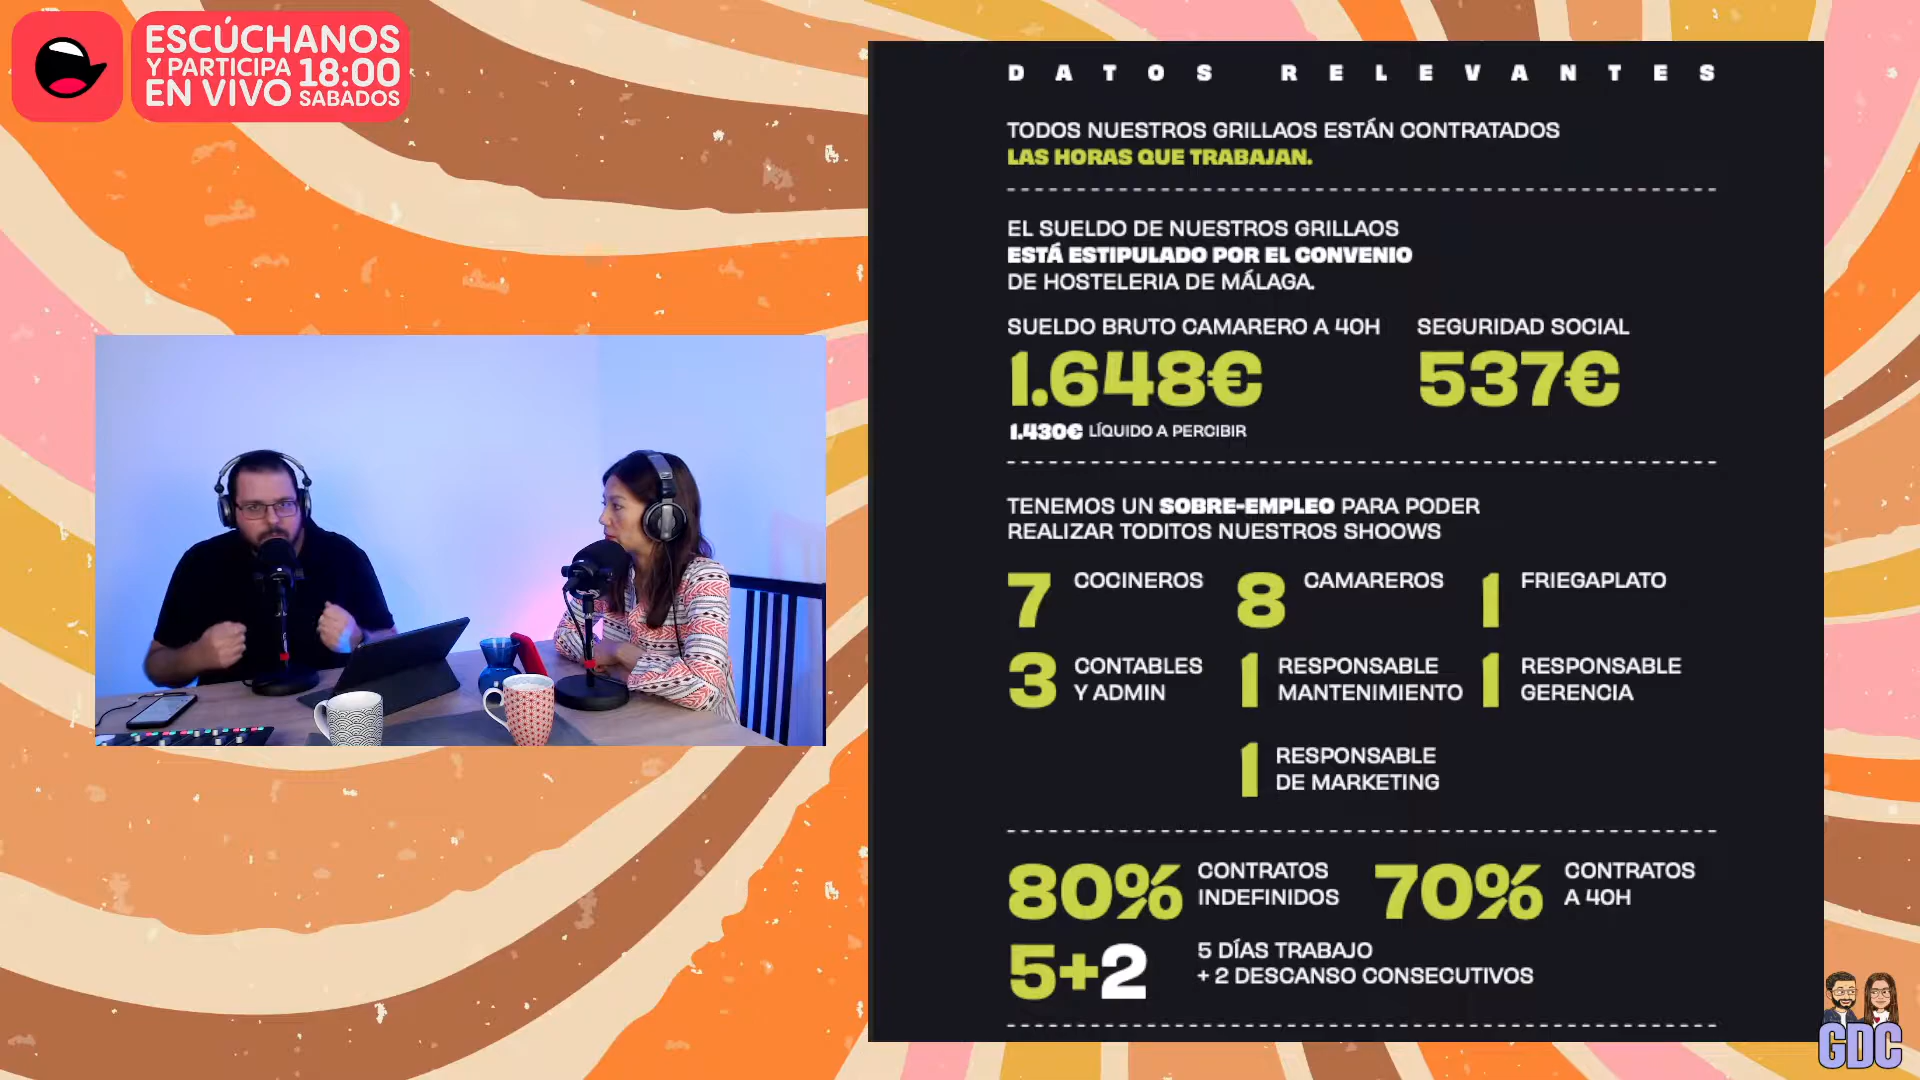 ESCÚCHANOS
Y PARTICIPA
EN VIVO
18:00
SABADOS
DATOS RELEVANTES
TODOS NUESTROS GRILLAOS ESTÁN CONTRATADOS
LAS HORAS QUE TRABAJAN.
EL SUELDO DE NUESTROS GRILLAOS
ESTÁ ESTIPULADO POR EL CONVENIO
DE HOSTELERIA DE MÁLAGA.
SUELDO BRUTO CAMARERO A 40H
1.648€
1.430€ LÍQUIDO A PERCIBIR
SEGURIDAD SOCIAL
537€
TENEMOS UN SOBRE-EMPLEO PARA PODER
REALIZAR TODITOS NUESTROS SHOOWS
7 COCINEROS
8 CAMAREROS
1 FRIEGAPLATO
3 CONTABLES
Y ADMIN
1 RESPONSABLE
MANTENIMIENTO
1 RESPONSABLE
GERENCIA
1 RESPONSABLE
DE MARKETING
80% CONTRATOS
INDEFINIDOS
70% CONTRATOS
A 40H
5+2 5 DÍAS TRABAJO
+ 2 DESCANSO CONSECUTIVOS
GDC